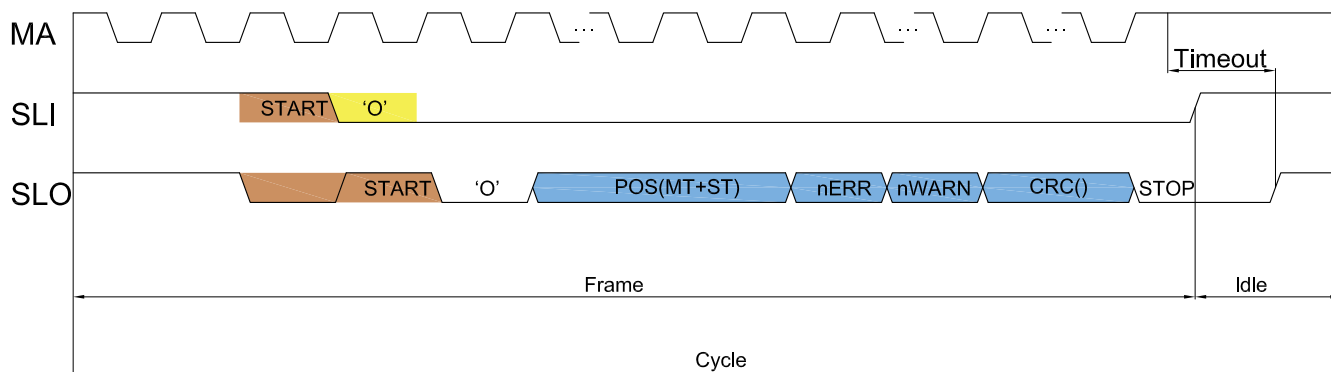 MA
... ... ...
Timeout
SLI START 'O'
SLO START 'O' POS(MT+ST) nERR nWARN CRC() STOP
Frame Idle
Cycle